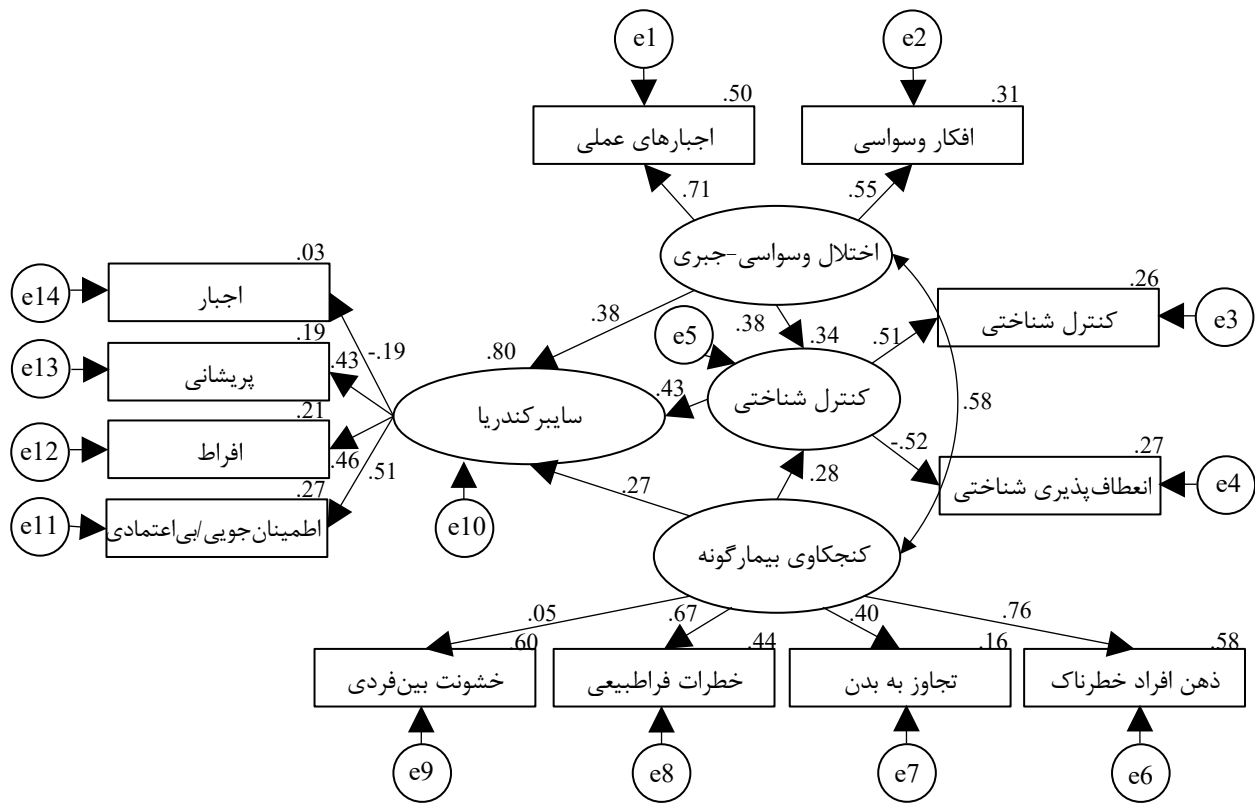 e1
e2
.50
.31
اجبارهای عملی
افکار وسواسی
.71
.55
اختلال وسواسی-جبری
.03
اجبار
e14
.26
کنترل شناختی
e3
.38
.38
.34
.51
e5
-.19
.19
.43
پریشانی
e13
.80
سایبرکندریا
.43
کنترل شناختی
.58
.21
افراط
e12
.46
.51
-.52
.27
انعطاف‌پذیری شناختی
e4
.27
اطمینان‌جویی/بی‌اعتمادی
e11
e10
.27
.28
کنجکاوی بیمارگونه
.05
.67
.40
.76
.60
خشونت بین‌فردی
.44
خطرات فراطبیعی
.16
تجاوز به بدن
.58
ذهن افراد خطرناک
e9
e8
e7
e6